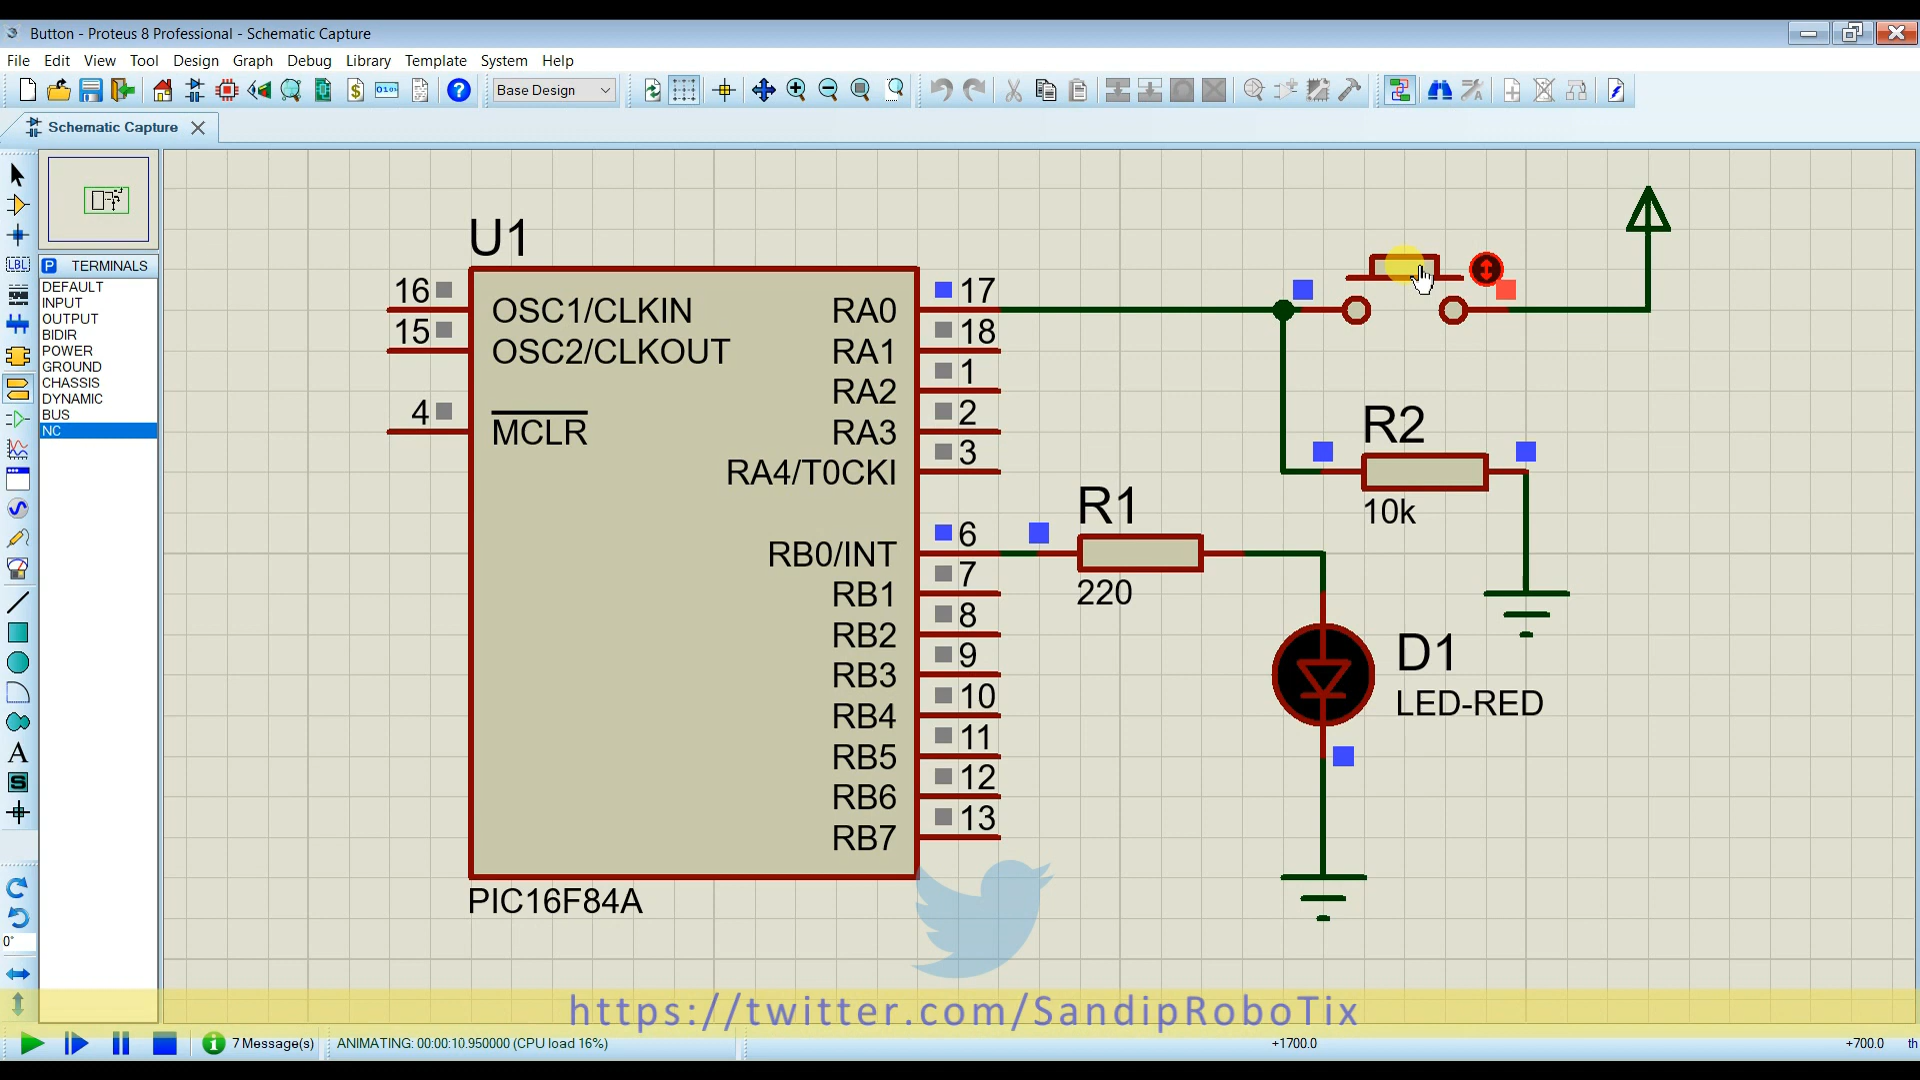 Button - Proteus 8 Professional - Schematic Capture
File Edit View Tool Design Graph Debug Library Template System Help
Base Design
Schematic Capture
P TERMINALS
DEFAULT
INPUT
OUTPUT
BIDIR
POWER
GROUND
CHASSIS
DYNAMIC
BUS
NC
LBL
A
S
0°
U1
16 OSC1/CLKIN
15 OSC2/CLKOUT
4 MCLR
RA0 17
RA1 18
RA2 1
RA3 2
RA4/T0CKI 3
RB0/INT 6
RB1 7
RB2 8
RB3 9
RB4 10
RB5 11
RB6 12
RB7 13
PIC16F84A
R2
10k
R1
220
D1
LED-RED
https://twitter.com/SandipRoboTix
7 Message(s) ANIMATING: 00:00:10.950000 (CPU load 16%) +1700.0 +700.0 th